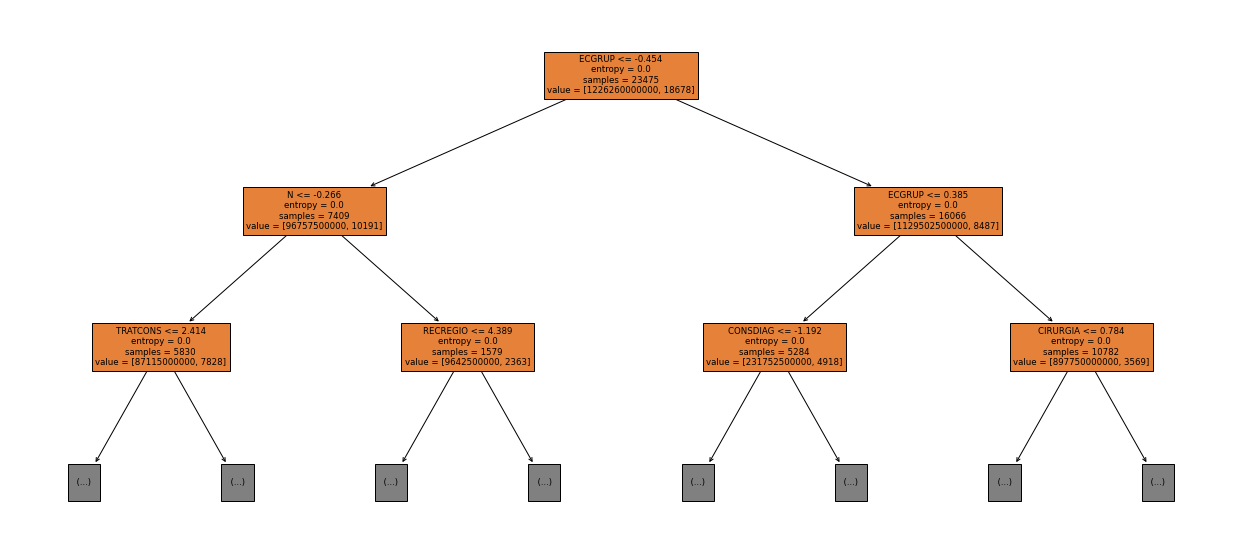 ECGRUP <= -0.454
entropy = 0.0
samples = 23475
value = [1226260000000, 18678]
N <= -0.266
entropy = 0.0
samples = 7409
value = [96757500000, 10191]
ECGRUP <= 0.385
entropy = 0.0
samples = 16066
value = [1129502500000, 8487]
TRATCONS <= 2.414
entropy = 0.0
samples = 5830
value = [87115000000, 7828]
RECREGIO <= 4.389
entropy = 0.0
samples = 1579
value = [9642500000, 2363]
CONSDIAG <= -1.192
entropy = 0.0
samples = 5284
value = [231752500000, 4918]
CIRURGIA <= 0.784
entropy = 0.0
samples = 10782
value = [897750000000, 3569]
(...)
(...)
(...)
(...)
(...)
(...)
(...)
(...)